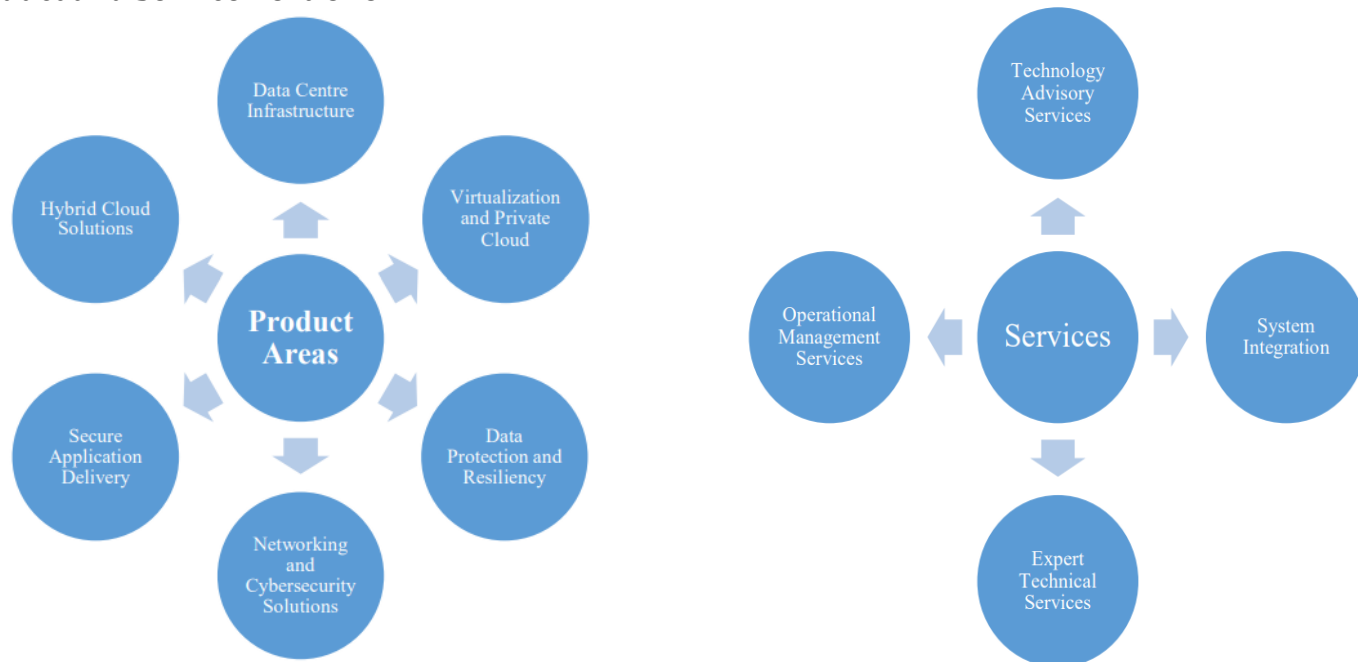 Data Centre
Infrastructure
Virtualization
and Private
Cloud
Data
Protection and
Resiliency
Networking
and
Cybersecurity
Solutions
Secure
Application
Delivery
Hybrid Cloud
Solutions
Product
Areas
Technology
Advisory
Services
System
Integration
Expert
Technical
Services
Operational
Management
Services
Services